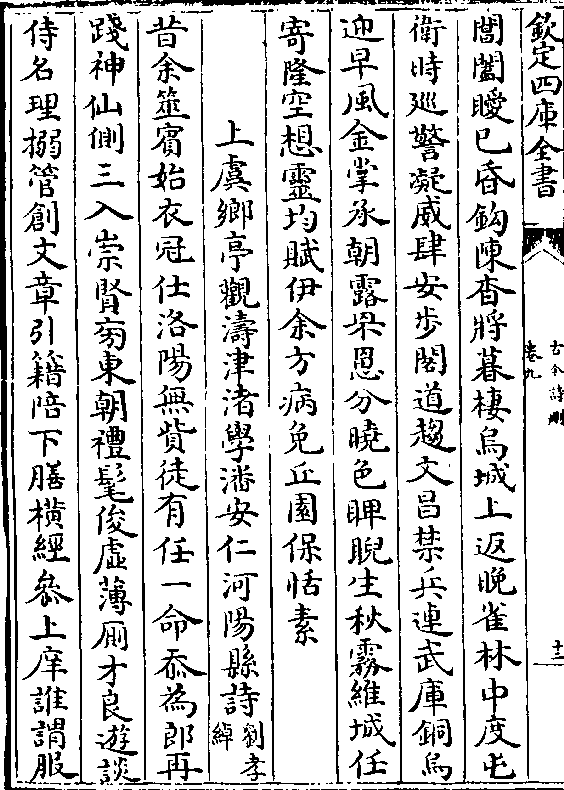 欽定四庫全書
古今詩刪
卷九
十二
閶闔曖已昏鈎陳杳將暮棲烏城上返晚雀林中度屯
衛時廵警凝威肆安步閣道趨文昌禁兵連武庫銅烏
迎早風金掌承朝露罘罳分曉色睥睨生秋霧維城任
寄隆空想靈均賦伊余方病免丘園保恬素
上虞鄉亭觀濤津渚學潘安仁河陽縣詩劉孝綽
昔余筮賓始衣冠仕洛陽無貲徒有任一命忝為郎再
踐神仙側三入崇賢旁東朝禮髦俊虛薄厠才良遊談
侍名理搦管創文章引籍陪下膳橫經參上庠誰謂服